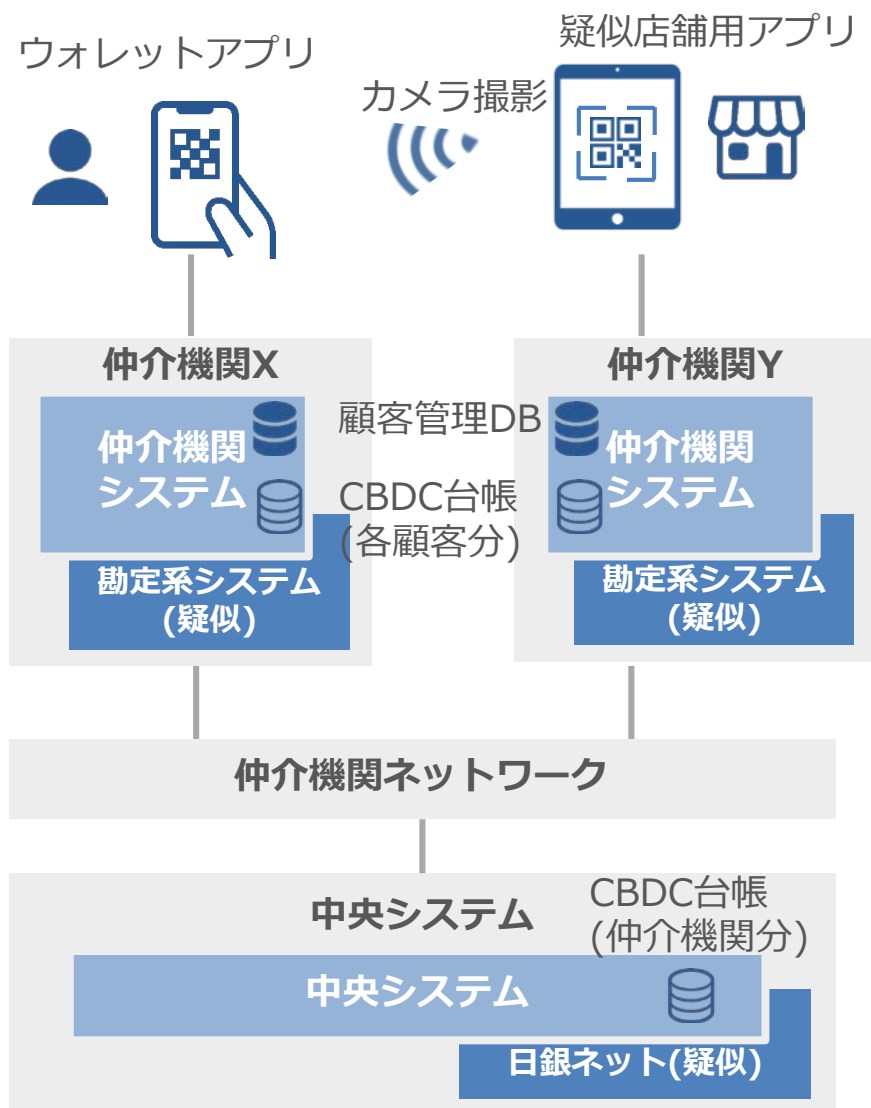 ウォレットアプリ
疑似店舗用アプリ
カメラ撮影
仲介機関X
仲介機関Y
仲介機関
システム
顧客管理DB
CBDC台帳
(各顧客分)
仲介機関
システム
勘定系システム
(疑似)
勘定系システム
(疑似)
仲介機関ネットワーク
中央システム
CBDC台帳
(仲介機関分)
中央システム
日銀ネット(疑似)